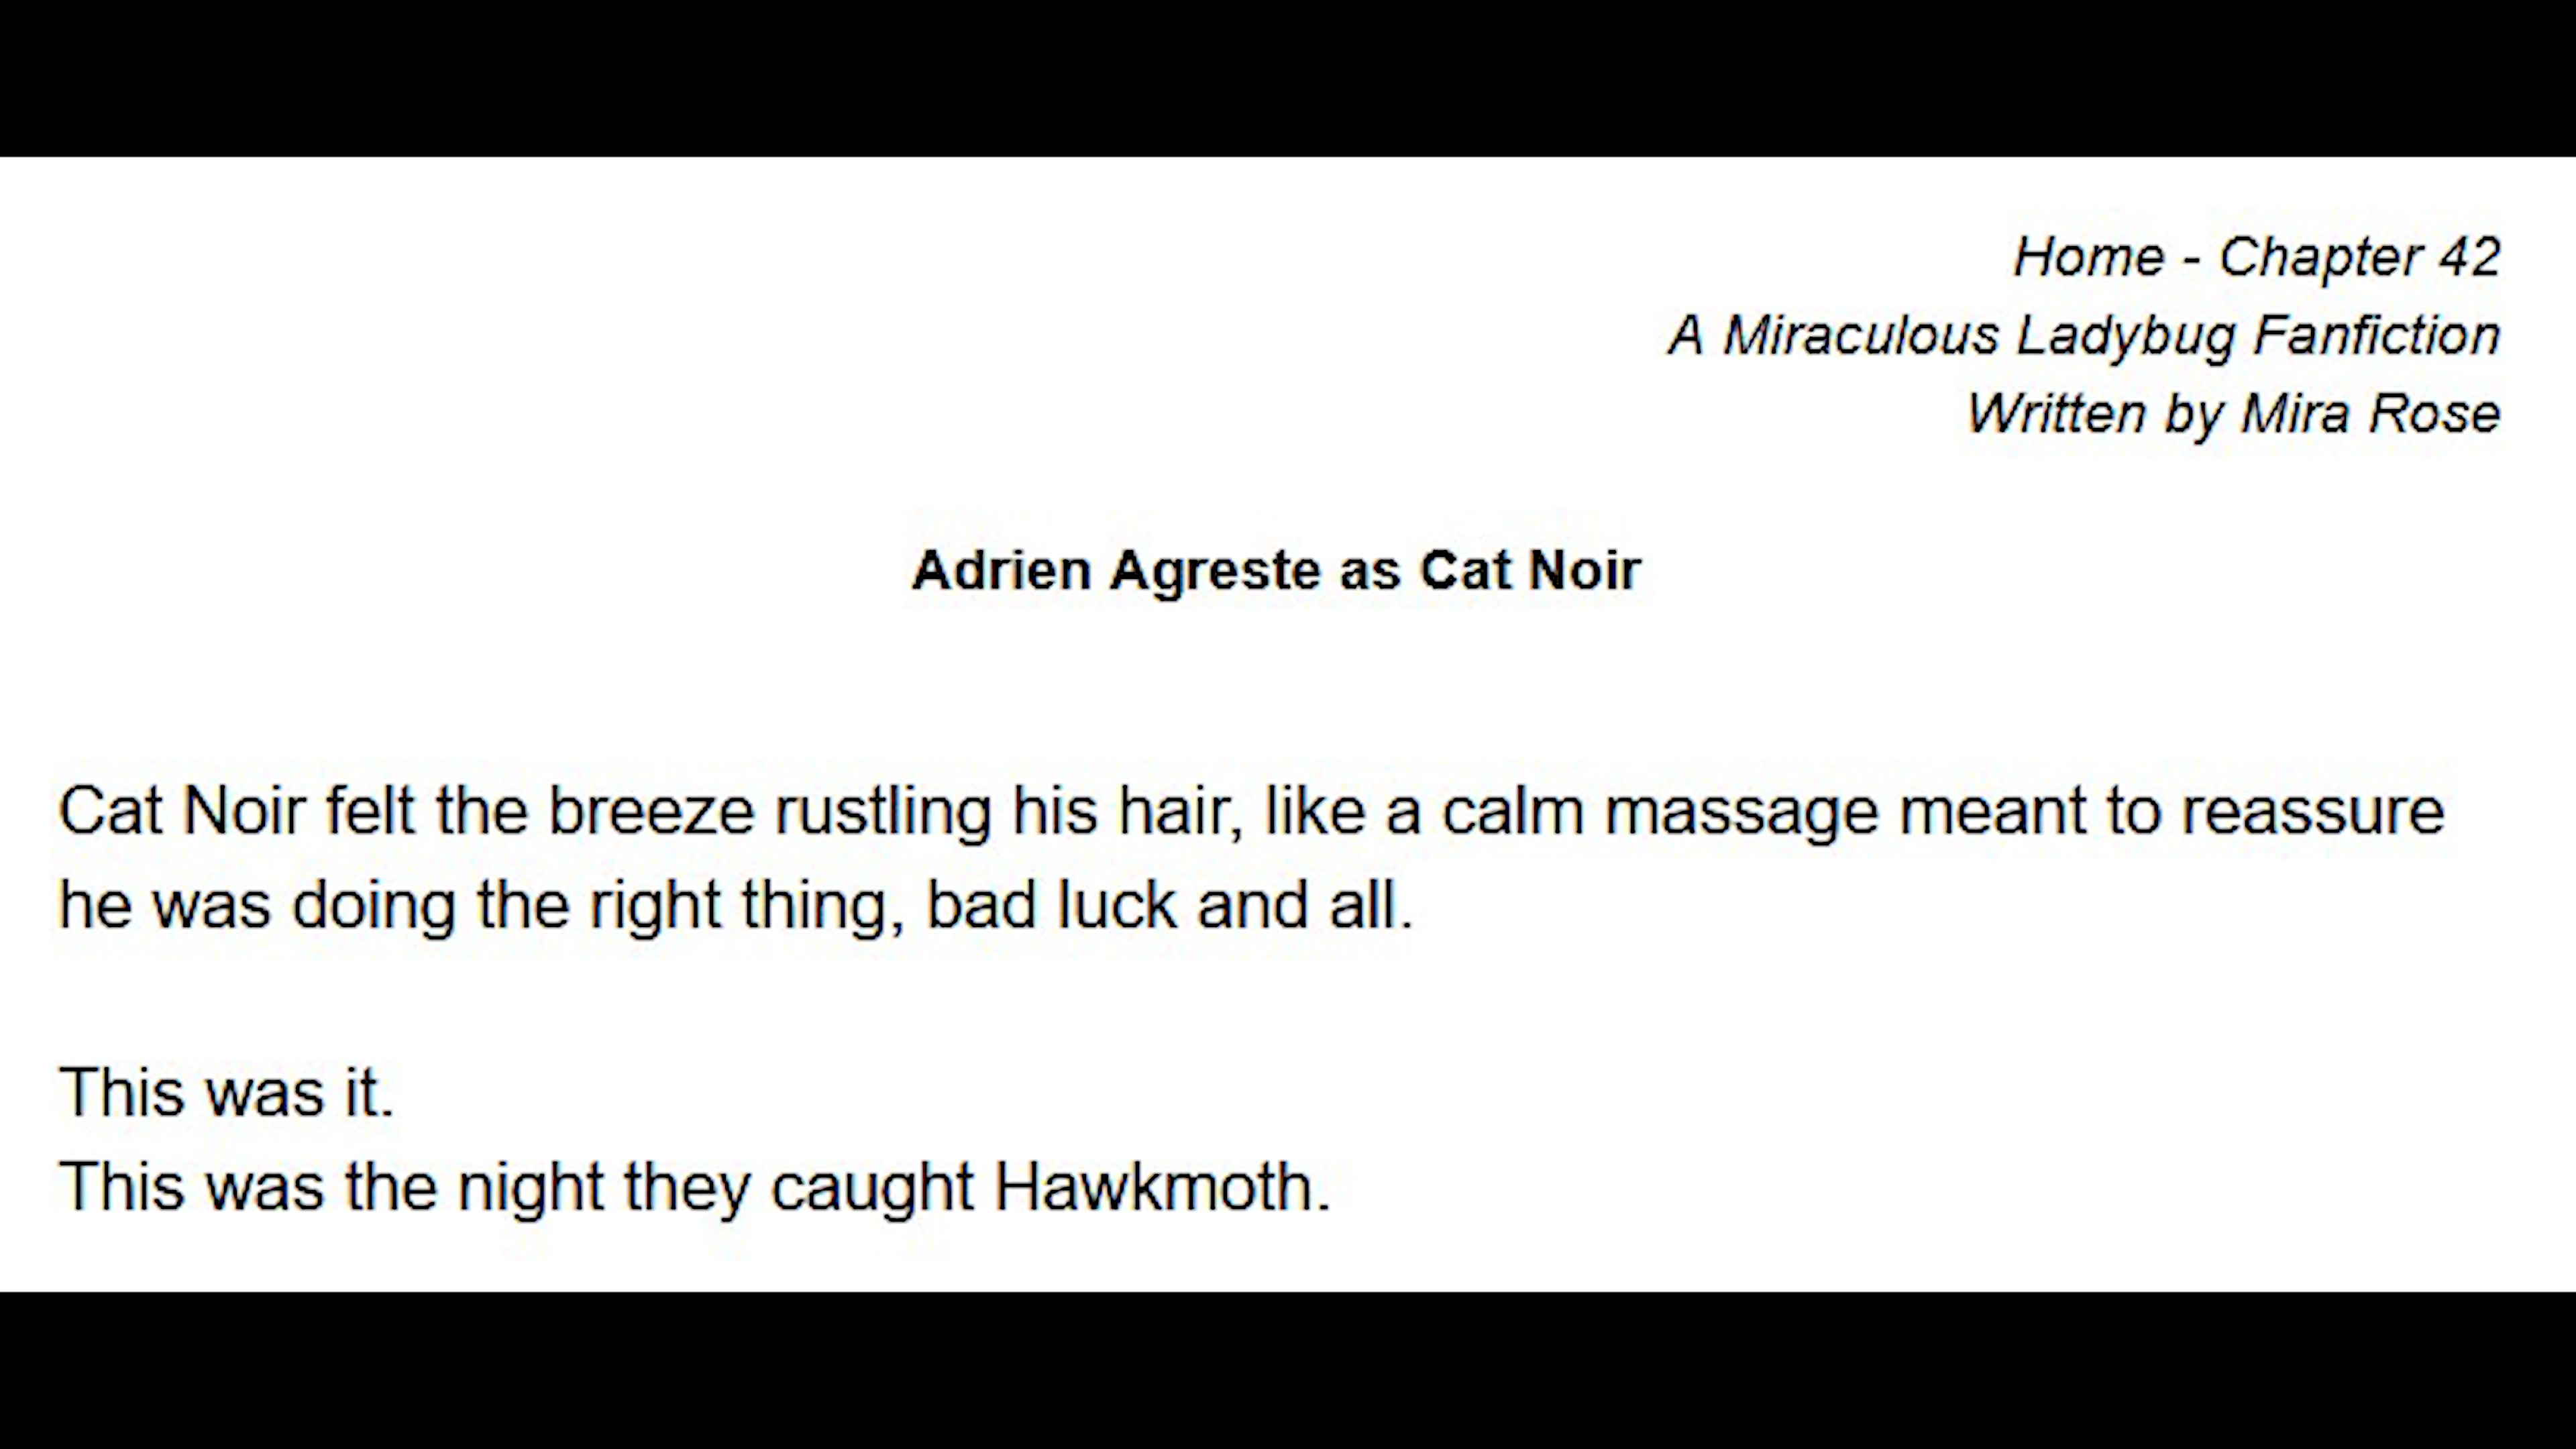 Home - Chapter 42
A Miraculous Ladybug Fanfiction
Written by Mira Rose
Adrien Agreste as Cat Noir
Cat Noir felt the breeze rustling his hair, like a calm massage meant to reassure
he was doing the right thing, bad luck and all.
This was it.
This was the night they caught Hawkmoth.